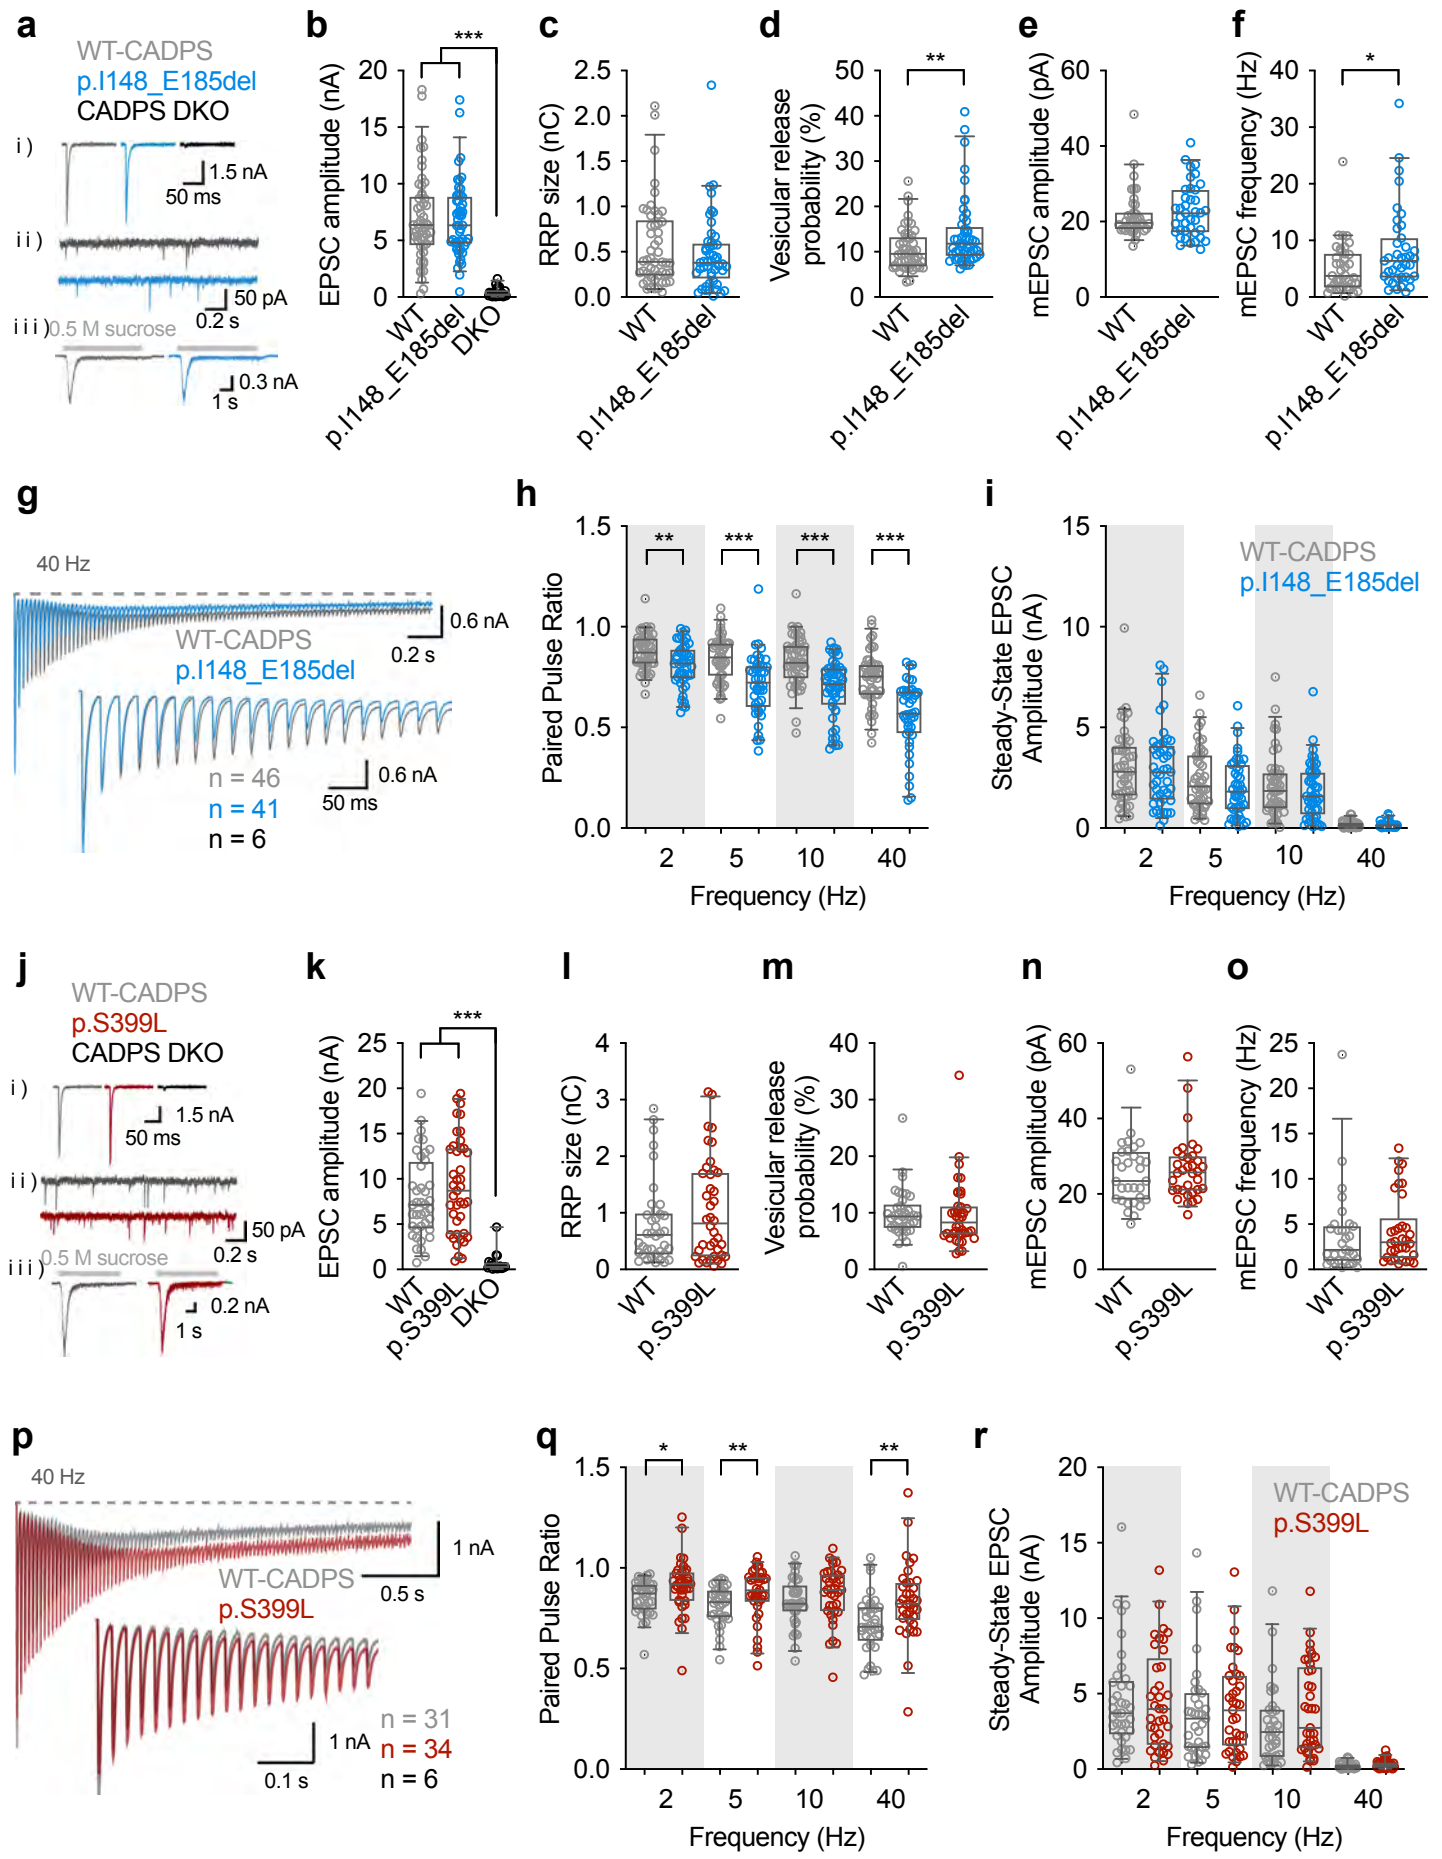 a
WT-CADPS
p.I148_E185del
CADPS DKO
i)
1.5 nA
50 ms
ii)
50 pA
0.2 s
iii)
0.5 M sucrose
0.3 nA
1 s
b
***
EPSC amplitude (nA)
20
15
10
5
0
WT
p.I148_E185del
DKO
c
RRP size (nC)
2.5
2.0
1.5
1.0
0.5
0.0
WT
p.I148_E185del
d
**
Vesicular release
probability (%)
50
40
30
20
10
0
WT
p.I148_E185del
e
mEPSC amplitude (pA)
60
40
20
0
WT
p.I148_E185del
f
*
mEPSC frequency (Hz)
40
30
20
10
0
WT
p.I148_E185del
g
40 Hz
0.6 nA
0.2 s
WT-CADPS
p.I148_E185del
0.6 nA
50 ms
n = 46
n = 41
n = 6
h
Paired Pulse Ratio
1.5
1.0
0.5
0.0
** *** *** ***
2 5 10 40
Frequency (Hz)
i
Steady-State EPSC
Amplitude (nA)
15
10
5
0
WT-CADPS
p.I148_E185del
2 5 10 40
Frequency (Hz)
j
WT-CADPS
p.S399L
CADPS DKO
i)
1.5 nA
50 ms
ii)
50 pA
0.2 s
iii)
0.5 M sucrose
0.2 nA
1 s
k
***
EPSC amplitude (nA)
25
20
15
10
5
0
WT
p.S399L
DKO
l
RRP size (nC)
4
3
2
1
0
WT
p.S399L
m
Vesicular release
probability (%)
40
30
20
10
0
WT
p.S399L
n
mEPSC amplitude (pA)
60
40
20
0
WT
p.S399L
o
mEPSC frequency (Hz)
25
20
15
10
5
0
WT
p.S399L
p
40 Hz
1 nA
0.5 s
WT-CADPS
p.S399L
1 nA
0.1 s
n = 31
n = 34
n = 6
q
Paired Pulse Ratio
1.5
1.0
0.5
0.0
* ** **
2 5 10 40
Frequency (Hz)
r
Steady-State EPSC
Amplitude (nA)
20
15
10
5
0
WT-CADPS
p.S399L
2 5 10 40
Frequency (Hz)